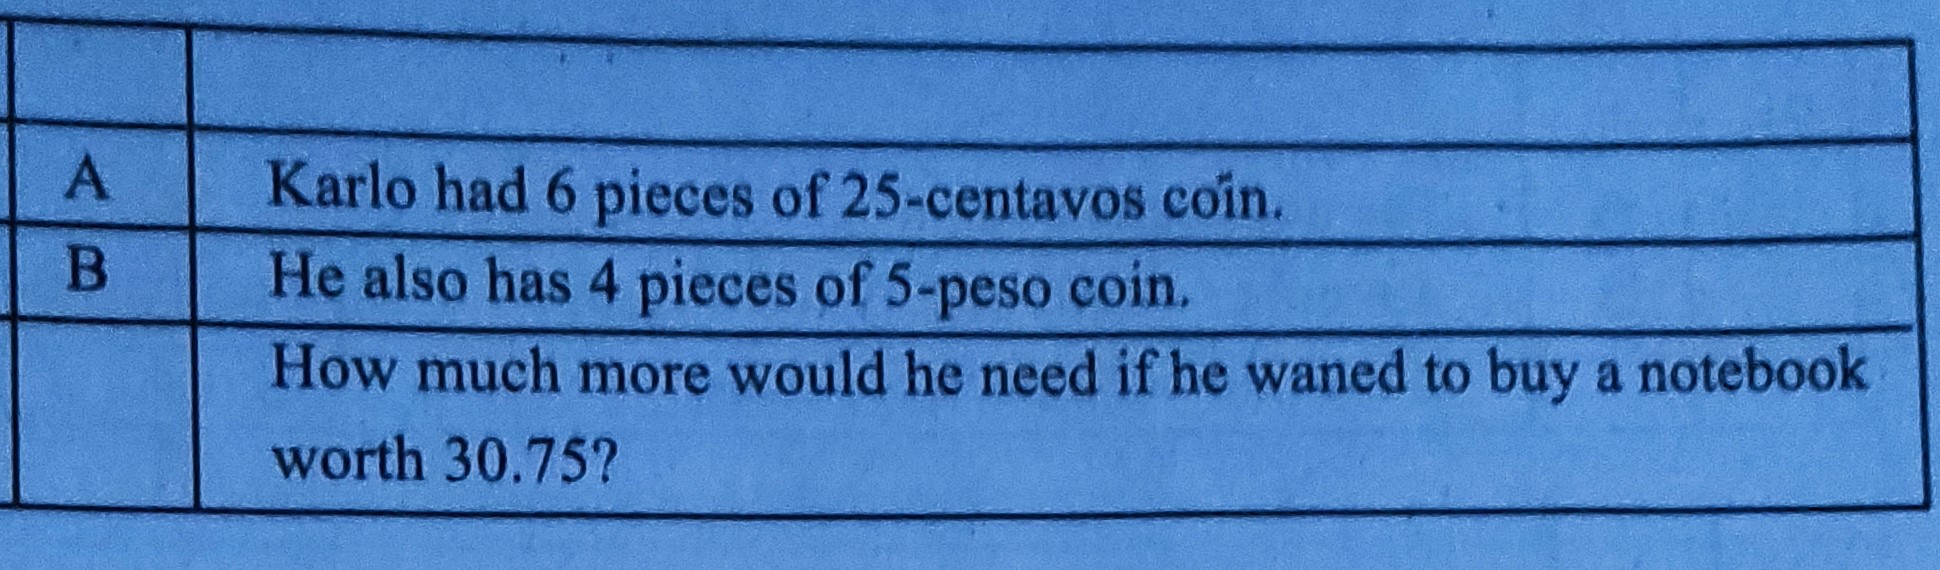 A Karlo had 6 pieces of 25-centavos coin.
B He also has 4 pieces of 5-peso coin.
How much more would he need if he waned to buy a notebook
worth 30.75?